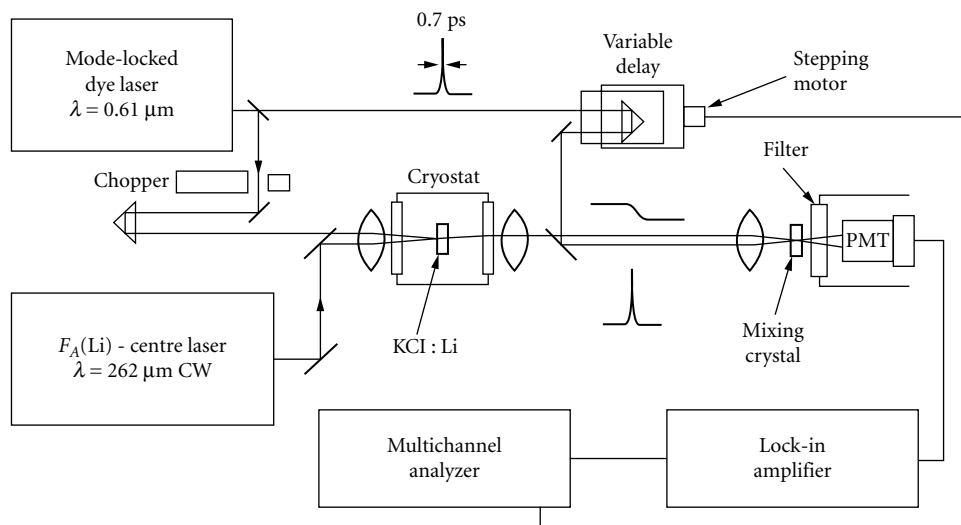 0.7 ps
Mode-locked
dye laser
λ = 0.61 μm
Variable
delay
Stepping
motor
Chopper
Cryostat
Filter
PMT
F_A(Li) - centre laser
λ = 262 μm CW
KCI : Li
Mixing
crystal
Multichannel
analyzer
Lock-in
amplifier